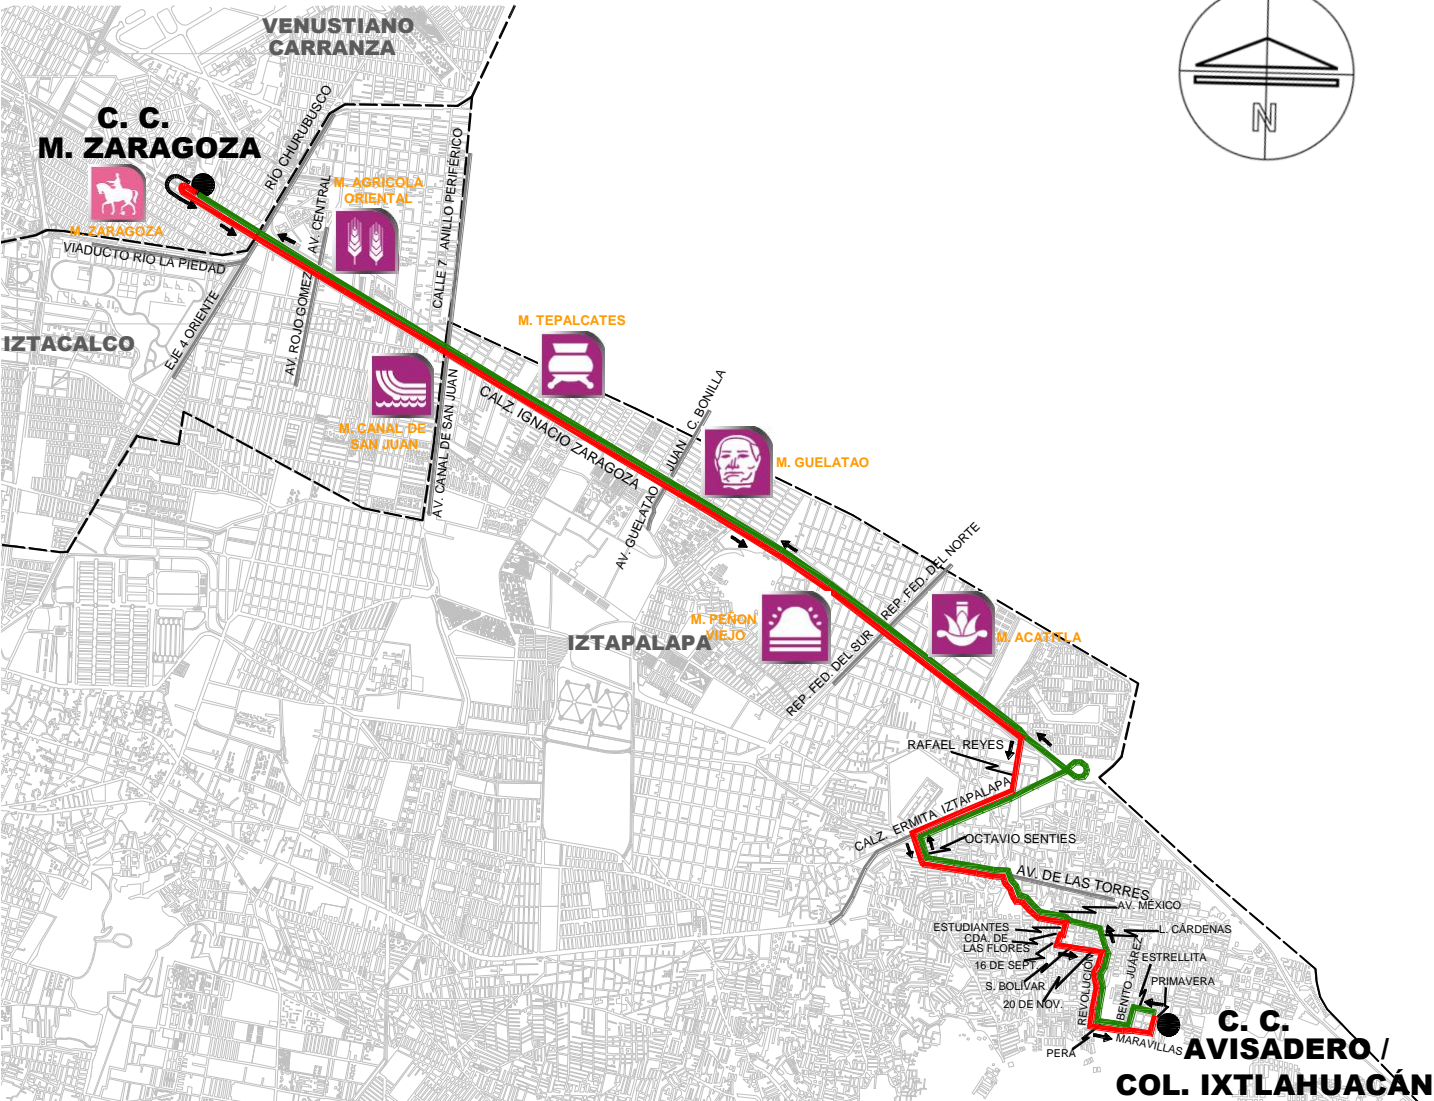 VENUSTIANO
CARRANZA
N
C. C.
M. ZARAGOZA
RÍO CHURUBUSCO
M. AGRICOLA
ORIENTAL
M. ZARAGOZA
VIADUCTO RIO LA PIEDAD
AV. CENTRAL
CALLE 7 ANILLO PERIFÉRICO
EJE 4 ORIENTE
AV. ROJO GOMEZ
IZTACALCO
M. TEPALCATES
M. CANAL DE
SAN JUAN
AV. CANAL DE SAN JUAN
CALZ. IGNACIO ZARAGOZA
JUAN C. BONILLA
M. GUELATAO
AV. GUELATAO
REP. FED. DEL NORTE
M. PEÑON
VIEJO
IZTAPALAPA
M. ACATITLA
REP. FED. DEL SUR
RAFAEL REYES
CALZ. ERMITA IZTAPALAPA
OCTAVIO SENTIES
AV. DE LAS TORRES
AV. MÉXICO
ESTUDIANTES
L. CÁRDENAS
CDA. DE
LAS FLORES
16 DE SEPT.
ESTRELLITA
S. BOLIVAR
PRIMAVERA
20 DE NOV.
REVOLUCIÓN
BENITO JUÁREZ
PERA
MARAVILLAS
C. C.
AVISADERO /
COL. IXTLAHUACÁN